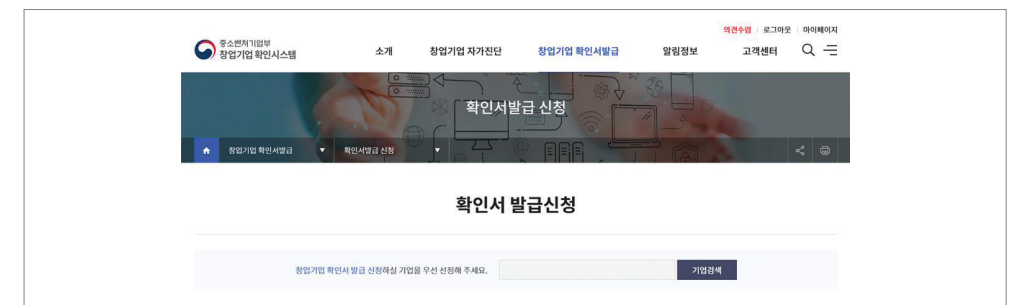 의견수렴 로그아웃 마이페이지
중소벤처기업부
창업기업 확인시스템
소개 창업기업 자가진단 창업기업 확인서발급 알림정보 고객센터
확인서발급 신청
창업기업 확인서발급 ▼ 확인서발급 신청 ▼
확인서 발급신청
창업기업 확인서 발급 신청하실 기업을 우선 선정해 주세요. 기업검색